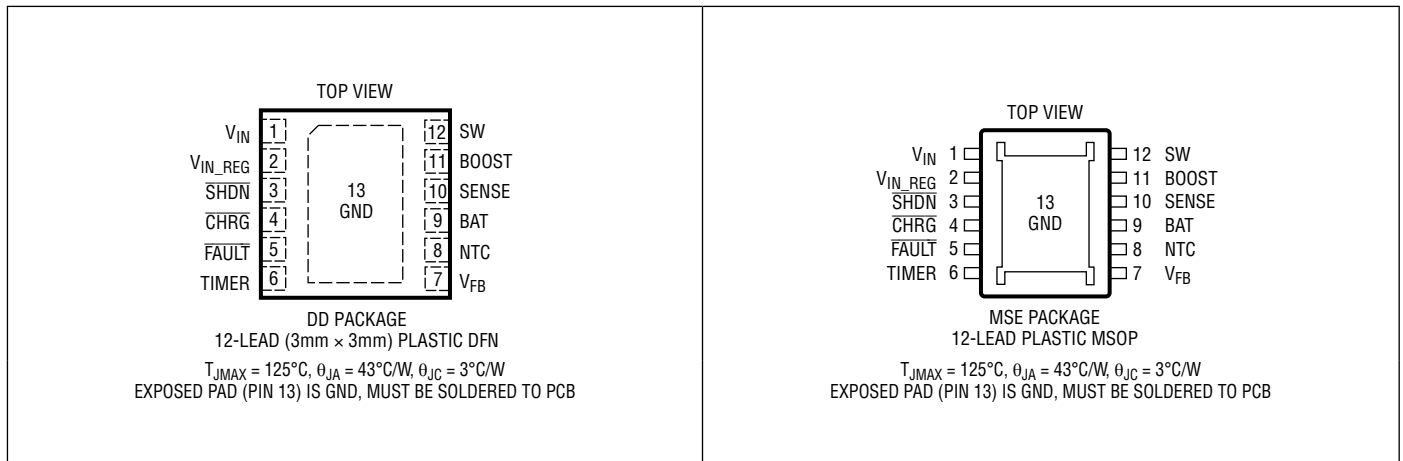 TOP VIEW
VIN 1
VIN_REG 2
SHDN 3
CHRG 4
FAULT 5
TIMER 6
13
GND
12 SW
11 BOOST
10 SENSE
9 BAT
8 NTC
7 VFB
DD PACKAGE
12-LEAD (3mm × 3mm) PLASTIC DFN
TJMAX = 125°C, θJA = 43°C/W, θJC = 3°C/W
EXPOSED PAD (PIN 13) IS GND, MUST BE SOLDERED TO PCB
TOP VIEW
VIN 1
VIN_REG 2
SHDN 3
CHRG 4
FAULT 5
TIMER 6
13
GND
12 SW
11 BOOST
10 SENSE
9 BAT
8 NTC
7 VFB
MSE PACKAGE
12-LEAD PLASTIC MSOP
TJMAX = 125°C, θJA = 43°C/W, θJC = 3°C/W
EXPOSED PAD (PIN 13) IS GND, MUST BE SOLDERED TO PCB